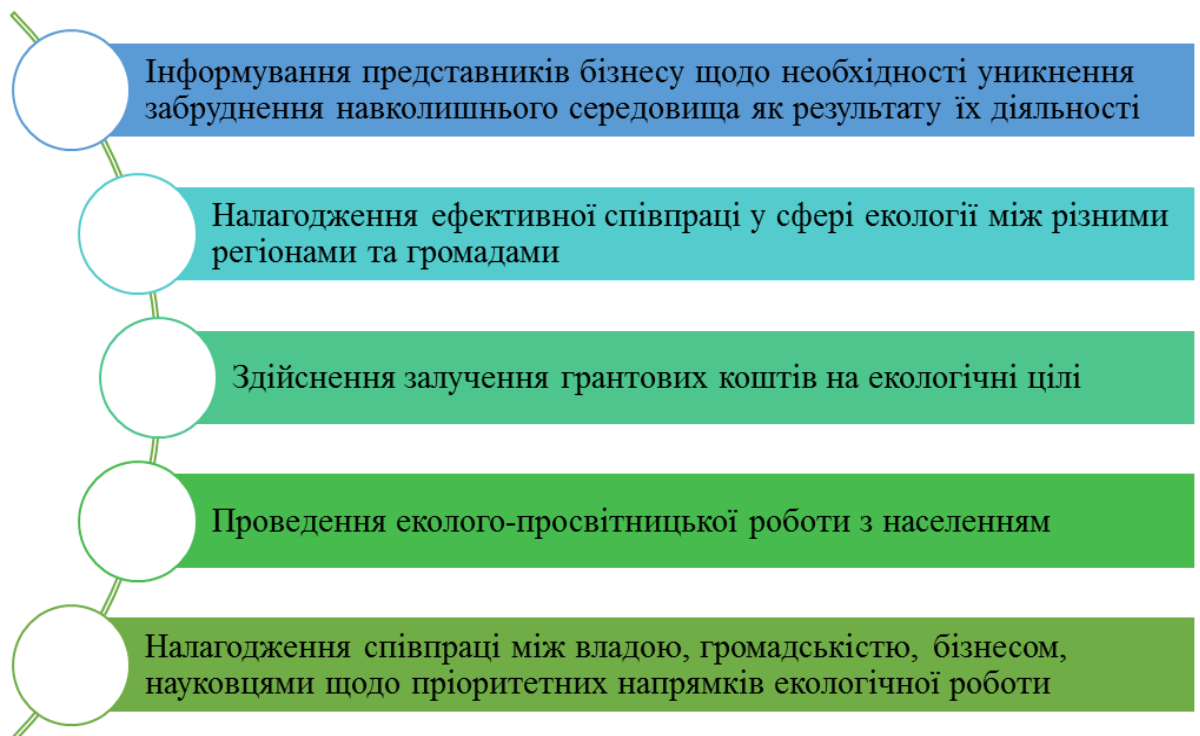 Інформування представників бізнесу щодо необхідності уникнення
забруднення навколишнього середовища як результату їх діяльності
Налагодження ефективної співпраці у сфері екології між різними
регіонами та громадами
Здійснення залучення грантових коштів на екологічні цілі
Проведення еколого-просвітницької роботи з населенням
Налагодження співпраці між владою, громадськістю, бізнесом,
науковцями щодо пріоритетних напрямків екологічної роботи